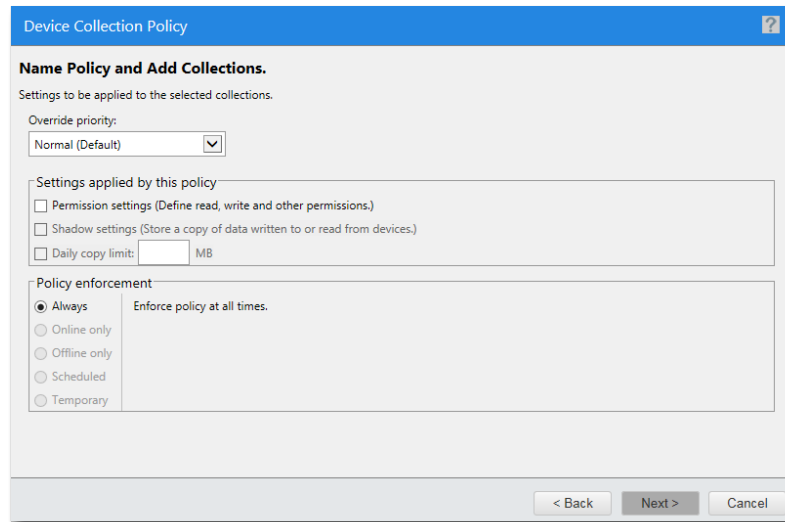 Device Collection Policy ?
Name Policy and Add Collections.
Settings to be applied to the selected collections.
Override priority:
Normal (Default)
Settings applied by this policy
Permission settings (Define read, write and other permissions.)
Shadow settings (Store a copy of data written to or read from devices.)
Daily copy limit: MB
Policy enforcement
Always Enforce policy at all times.
Online only
Offline only
Scheduled
Temporary
< Back Next > Cancel